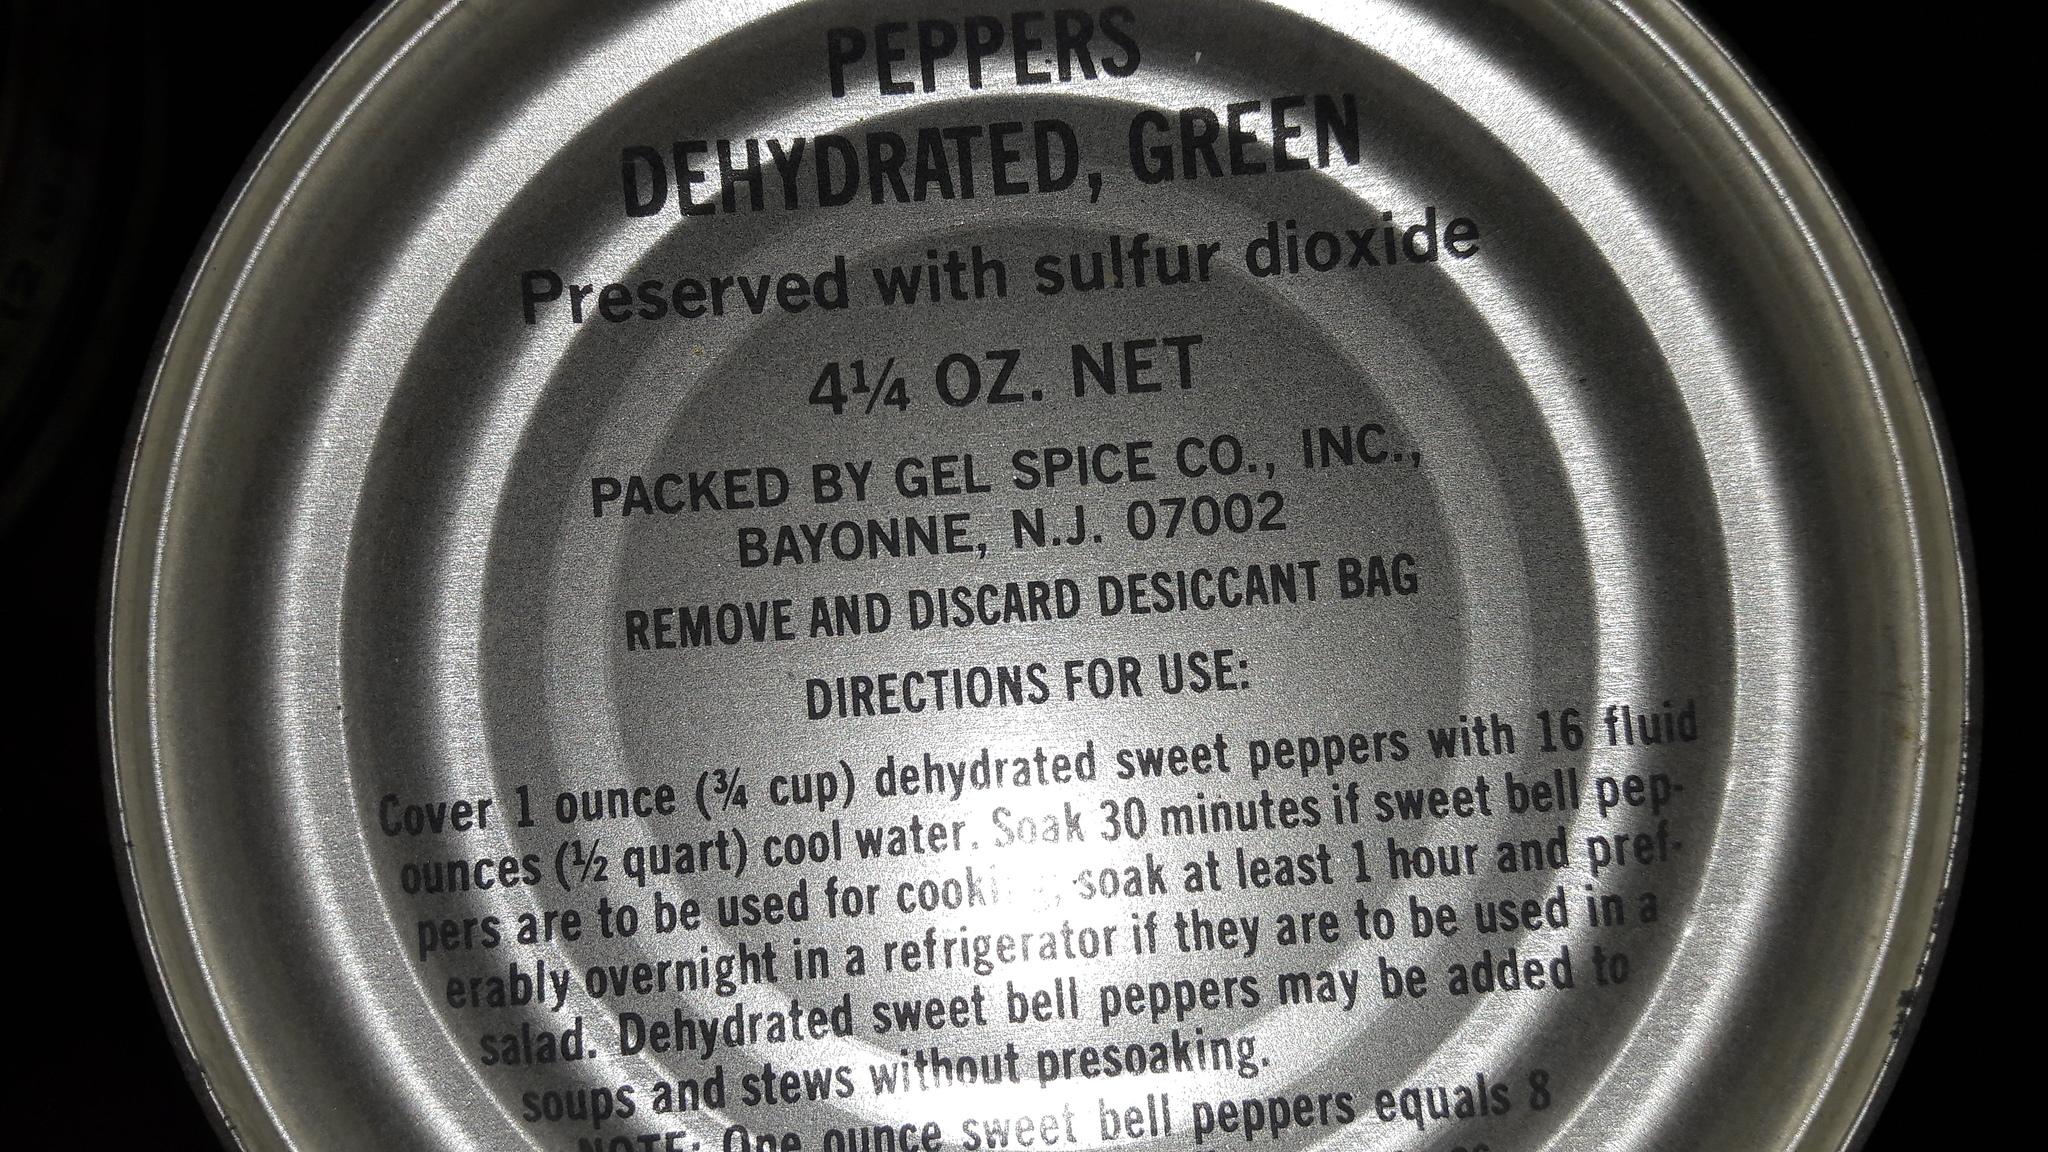 PEPPERS
DEHYDRATED, GREEN
Preserved with sulfur dioxide
4¼ OZ. NET
PACKED BY GEL SPICE CO., INC.,
BAYONNE, N.J. 07002
REMOVE AND DISCARD DESICCANT BAG
DIRECTIONS FOR USE:
Cover 1 ounce (¾ cup) dehydrated sweet peppers with 16 fluid
ounces (½ quart) cool water. Soak 30 minutes if sweet bell pep-
pers are to be used for cooking, soak at least 1 hour and pref-
erably overnight in a refrigerator if they are to be used in a
salad. Dehydrated sweet bell peppers may be added to
soups and stews without presoaking.
NOTE: One ounce sweet bell peppers equals 8